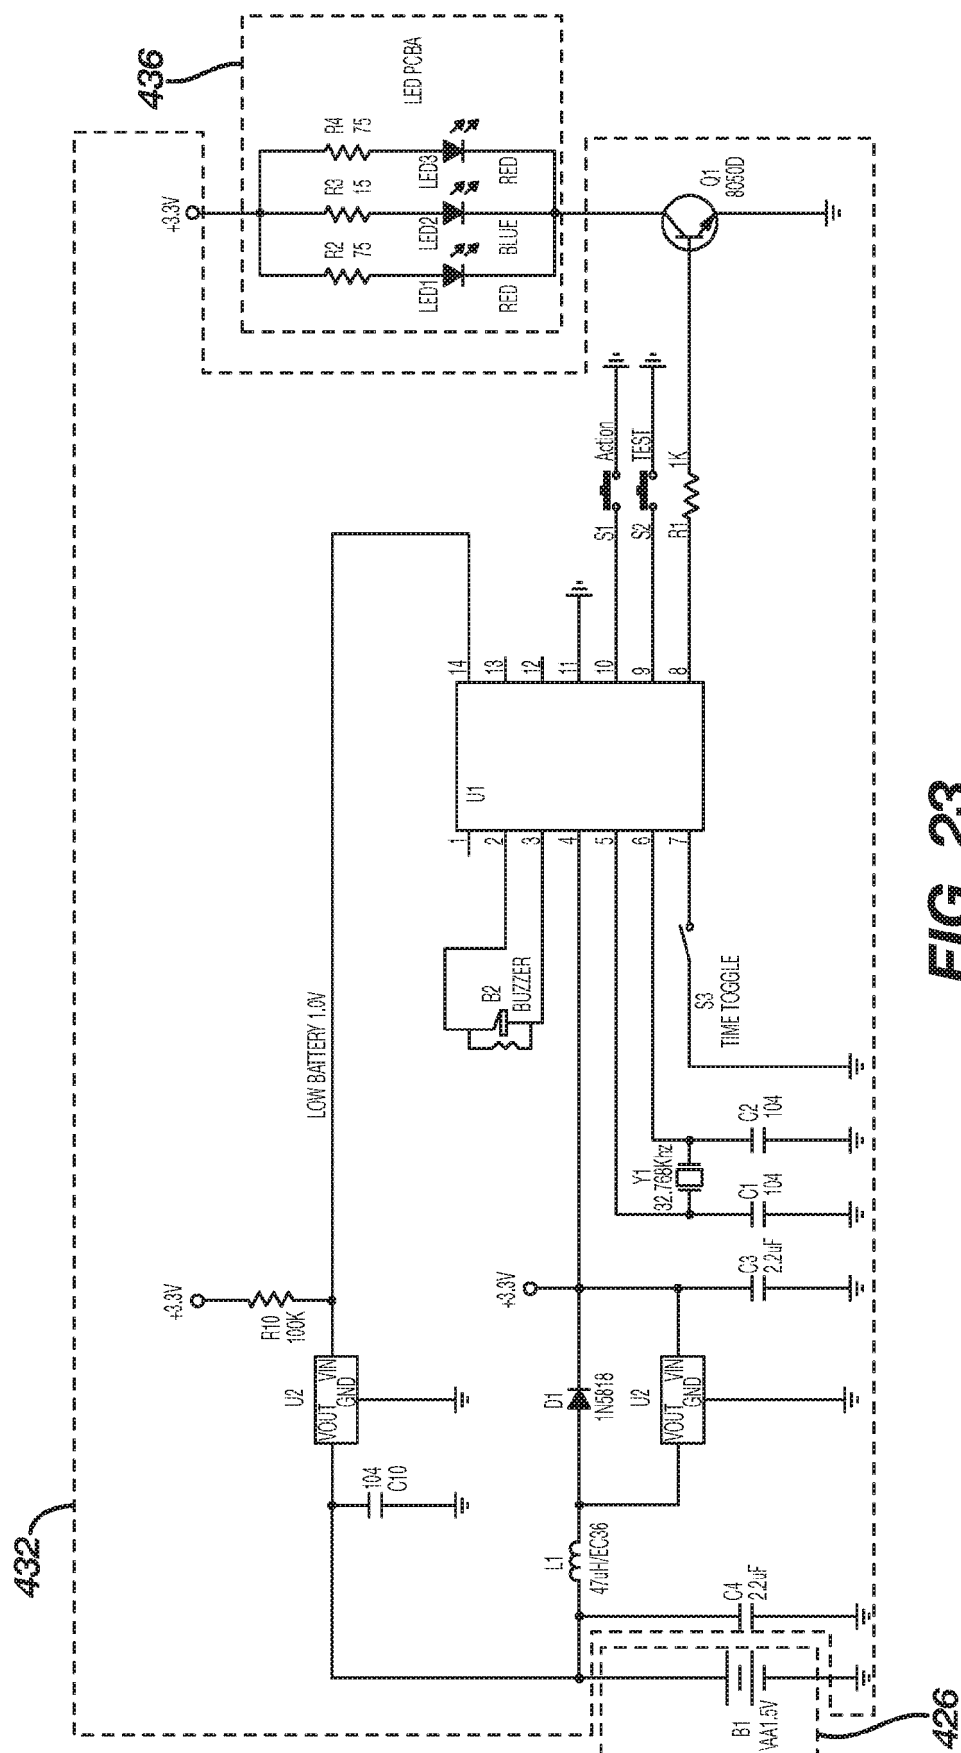 432
436
426
+3.3V
R2
75
R3
15
R4
75
LED PCBA
LED1
LED2
LED3
RED
BLUE
RED
Q1
8050D
LOW BATTERY 1.0V
+3.3V
R10
100K
U2
VOUT
VIN
GND
104
C10
B2
BUZZER
U1
1
2
3
4
5
6
7
14
13
12
11
10
9
8
S1
Action
S2
TEST
R1
1K
+3.3V
D1
1N5818
L1
47uH/EC36
U2
VOUT
VIN
GND
C4
2.2uF
C3
2.2uF
Y1
32.768Khz
C1
104
C2
104
S3
TIME TOGGLE
B1
AA1.5V
FIG 23